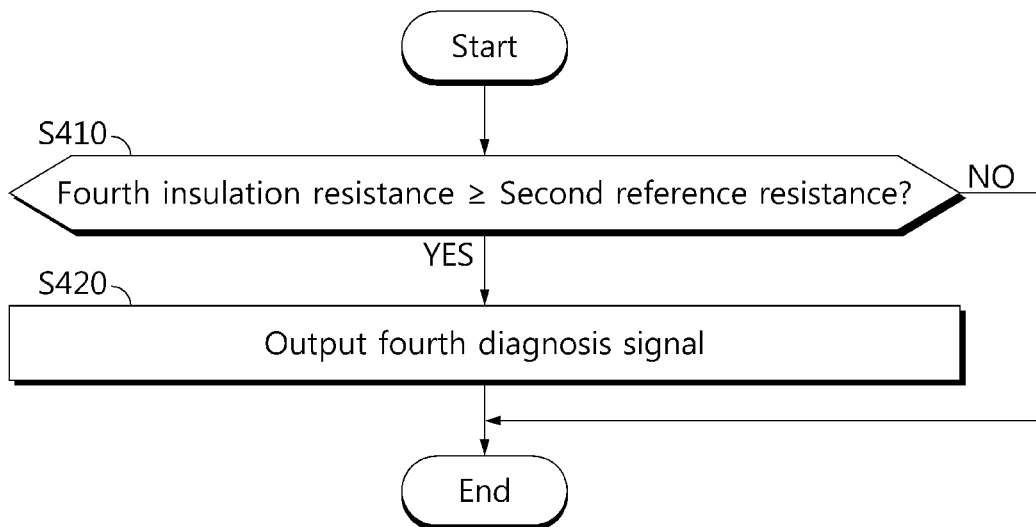 Start
S410
Fourth insulation resistance ≥ Second reference resistance?
NO
YES
S420
Output fourth diagnosis signal
End